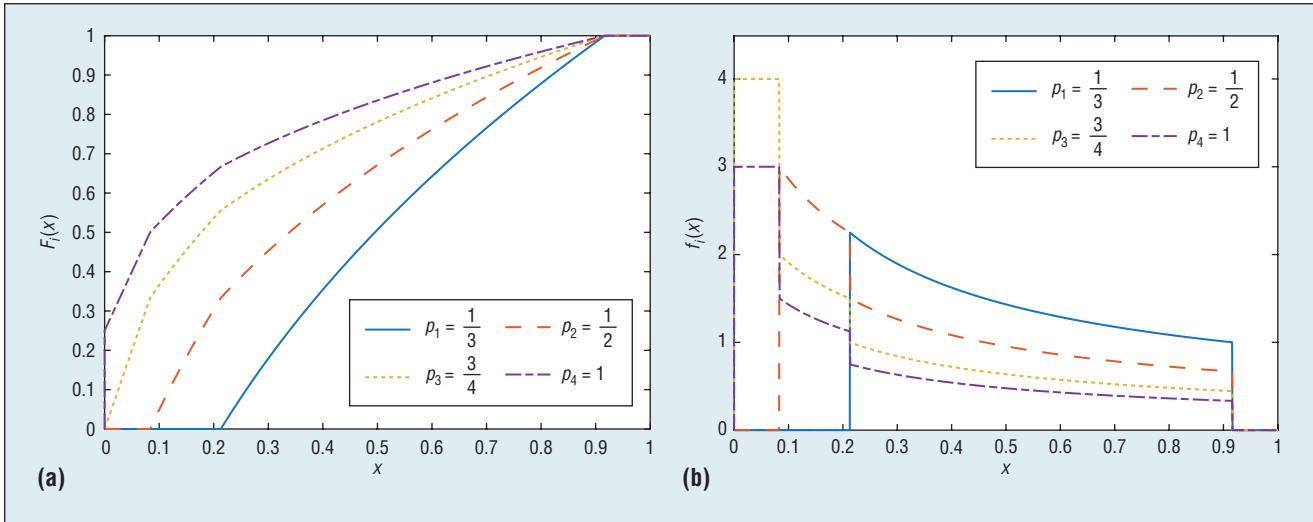 1
0.9
0.8
0.7
0.6
0.5
0.4
0.3
0.2
0.1
0
F_i(x)
0 0.1 0.2 0.3 0.4 0.5 0.6 0.7 0.8 0.9 1
x
p_1 = 1/3 p_2 = 1/2
p_3 = 3/4 p_4 = 1
(a)
4
3
2
1
0
f_i(x)
0 0.1 0.2 0.3 0.4 0.5 0.6 0.7 0.8 0.9 1
x
p_1 = 1/3 p_2 = 1/2
p_3 = 3/4 p_4 = 1
(b)